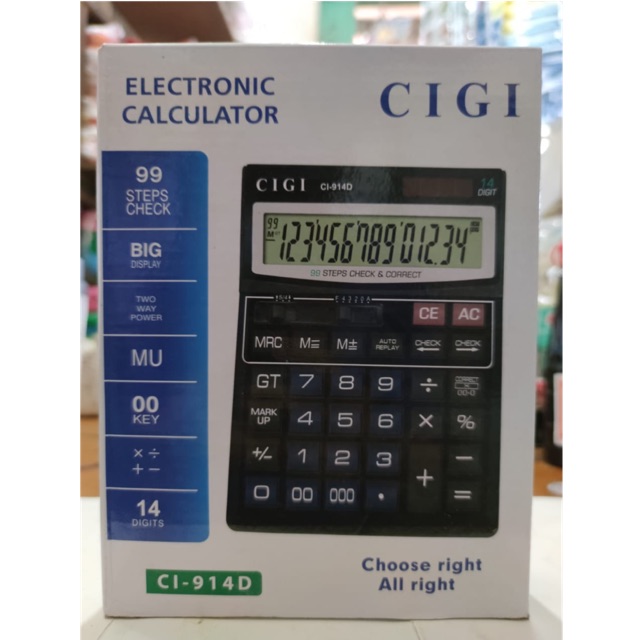 ELECTRONIC
CALCULATOR
CIGI
99
STEPS
CHECK
BIG
DISPLAY
TWO
WAY
POWER
MU
00
KEY
× ÷
+ −
14
DIGITS
CIGI CI-914D
14
DIGIT
99
M
123456789012.34
99 STEPS CHECK & CORRECT
CE AC
MRC M= M± AUTO REPLAY CHECK CHECK
GT 7 8 9 ÷
MARK UP 4 5 6 × %
+/− 1 2 3 + −
0 00 000 . =
CI-914D
Choose right
All right